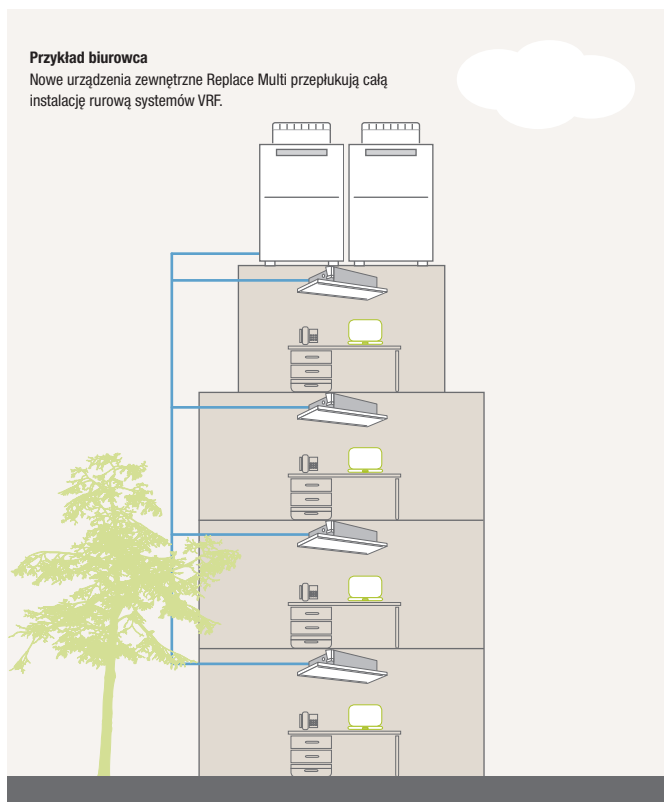 Przykład biurowca
Nowe urządzenia zewnętrzne Replace Multi przepłukują całą
instalację rurową systemów VRF.